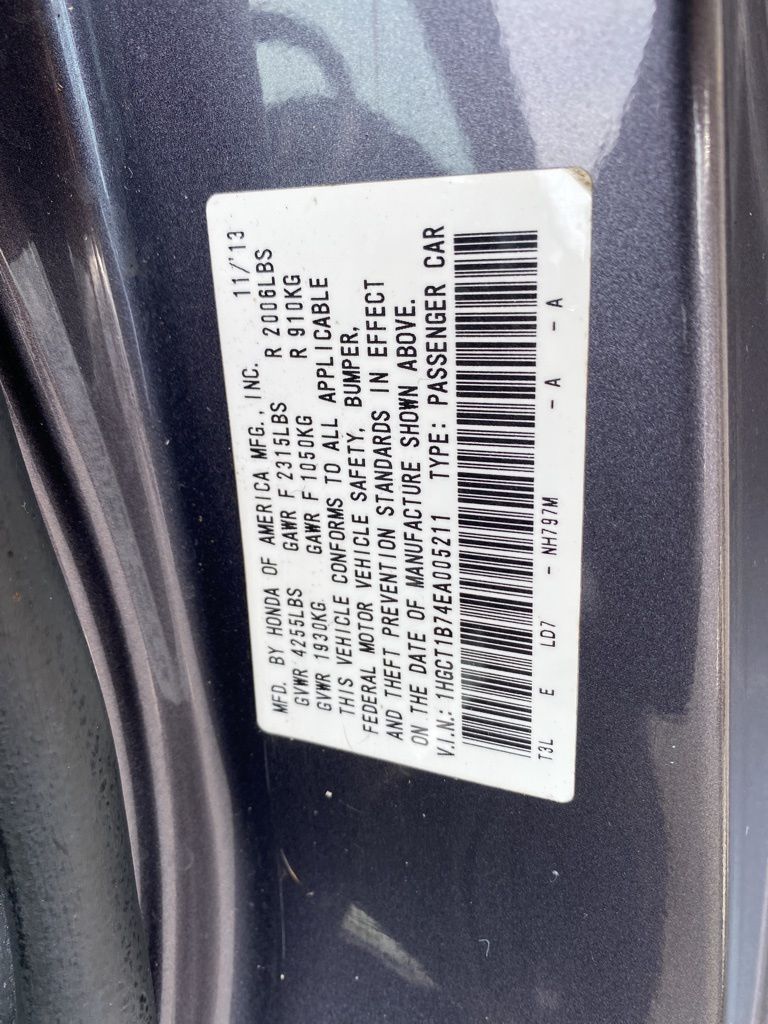 MFD. BY HONDA OF AMERICA MFG., INC. 11/'13
GVWR 4255LBS GAWR F 2315LBS R 2006LBS
GVWR 1930KG GAWR F 1050KG R 910KG
THIS VEHICLE CONFORMS TO ALL APPLICABLE
FEDERAL MOTOR VEHICLE SAFETY, BUMPER,
AND THEFT PREVENTION STANDARDS IN EFFECT
ON THE DATE OF MANUFACTURE SHOWN ABOVE.
V.I.N.: 1HGCT1B74EA005211 TYPE: PASSENGER CAR
T3L E LD7 - NH797M - A - A